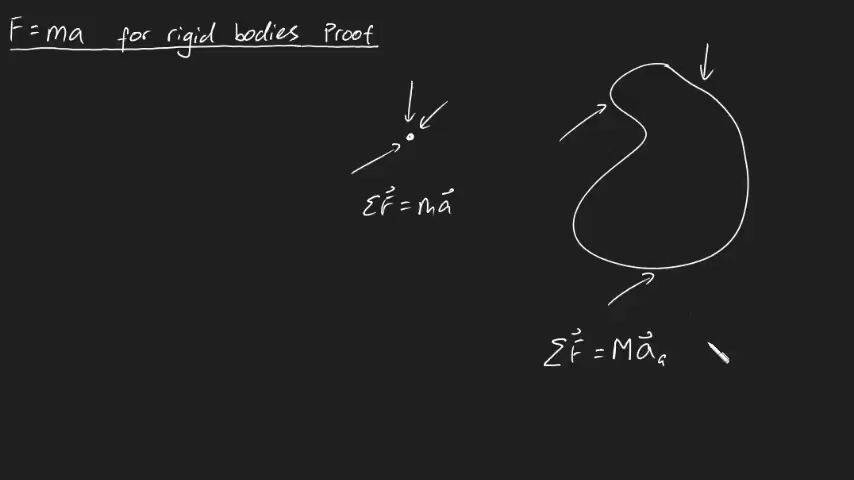 F=ma for rigid bodies Proof
ΣF⃗ = ma⃗
ΣF⃗ = Ma⃗ₐ